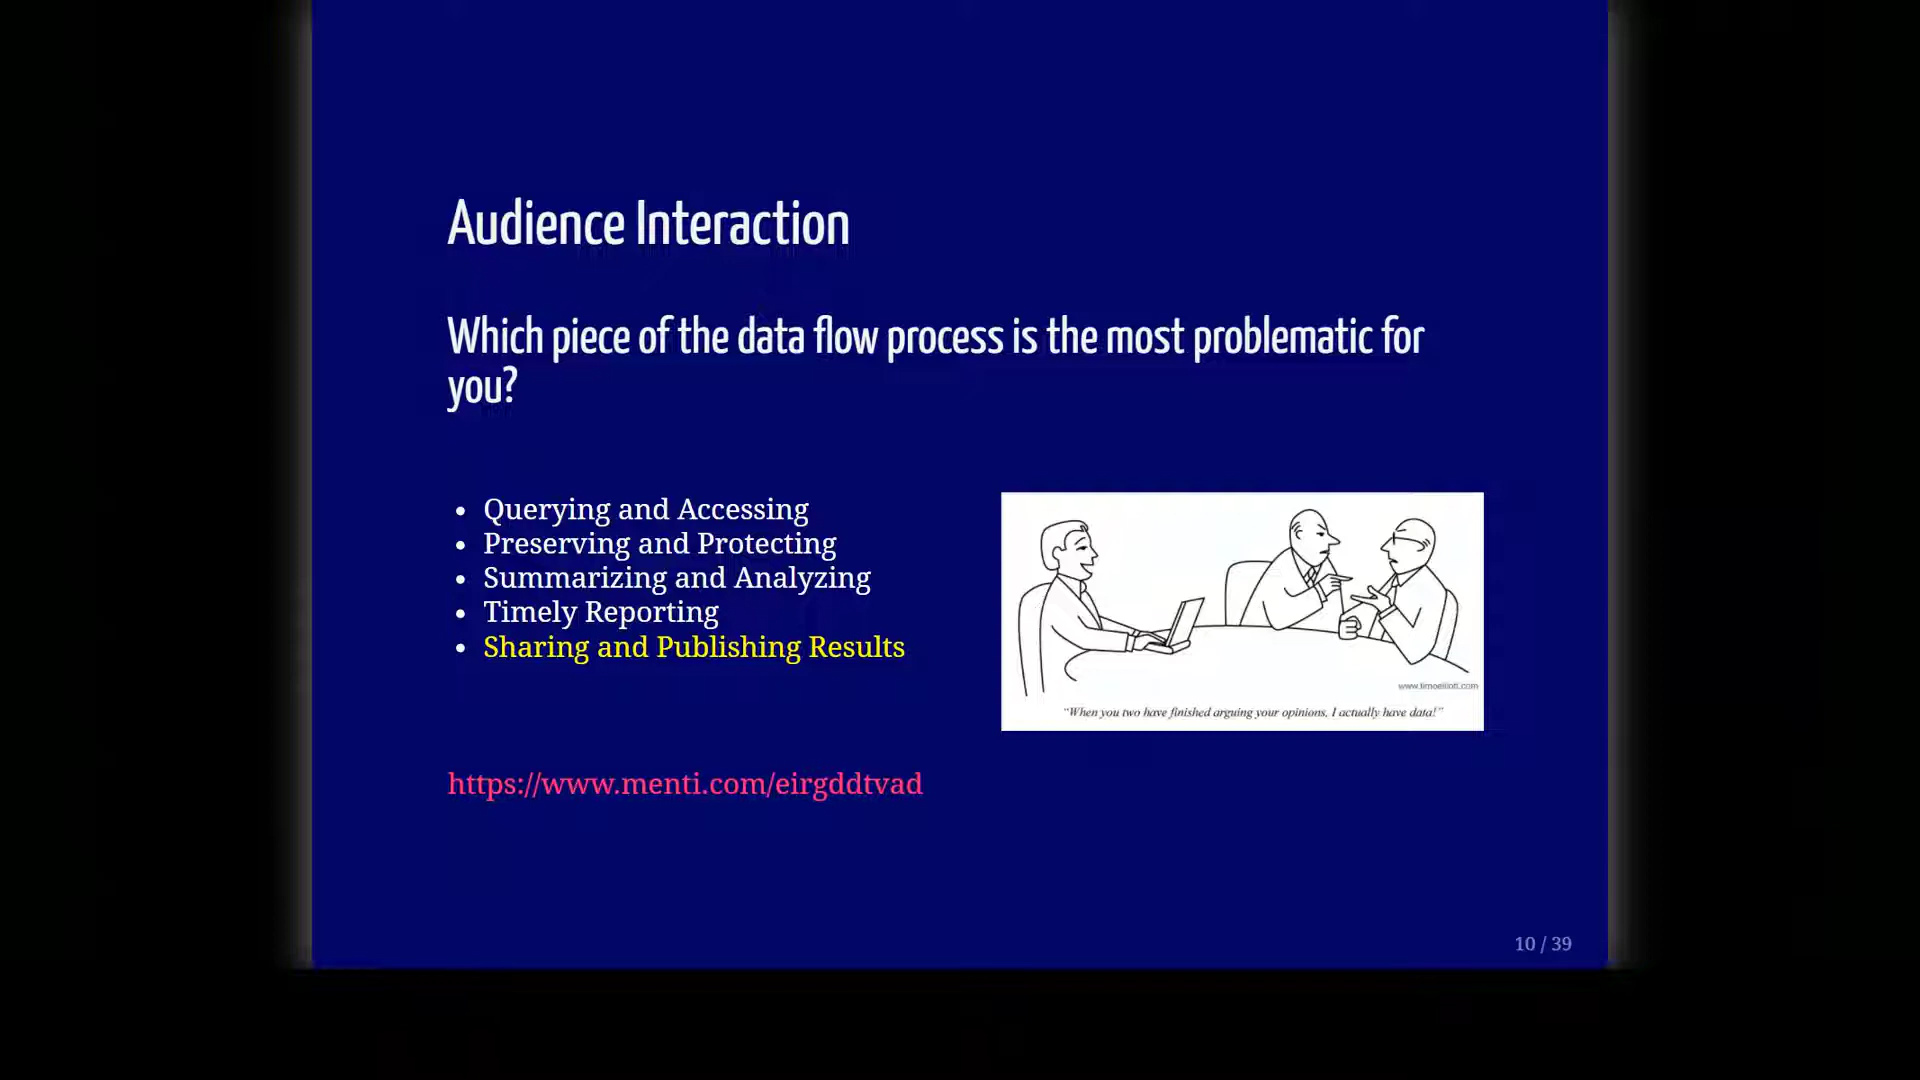 Audience Interaction
Which piece of the data flow process is the most problematic for
you?
• Querying and Accessing
• Preserving and Protecting
• Summarizing and Analyzing
• Timely Reporting
• Sharing and Publishing Results
www.timoelliott.com
“When you two have finished arguing your opinions, I actually have data!”
https://www.menti.com/eirgddtvad
10 / 39